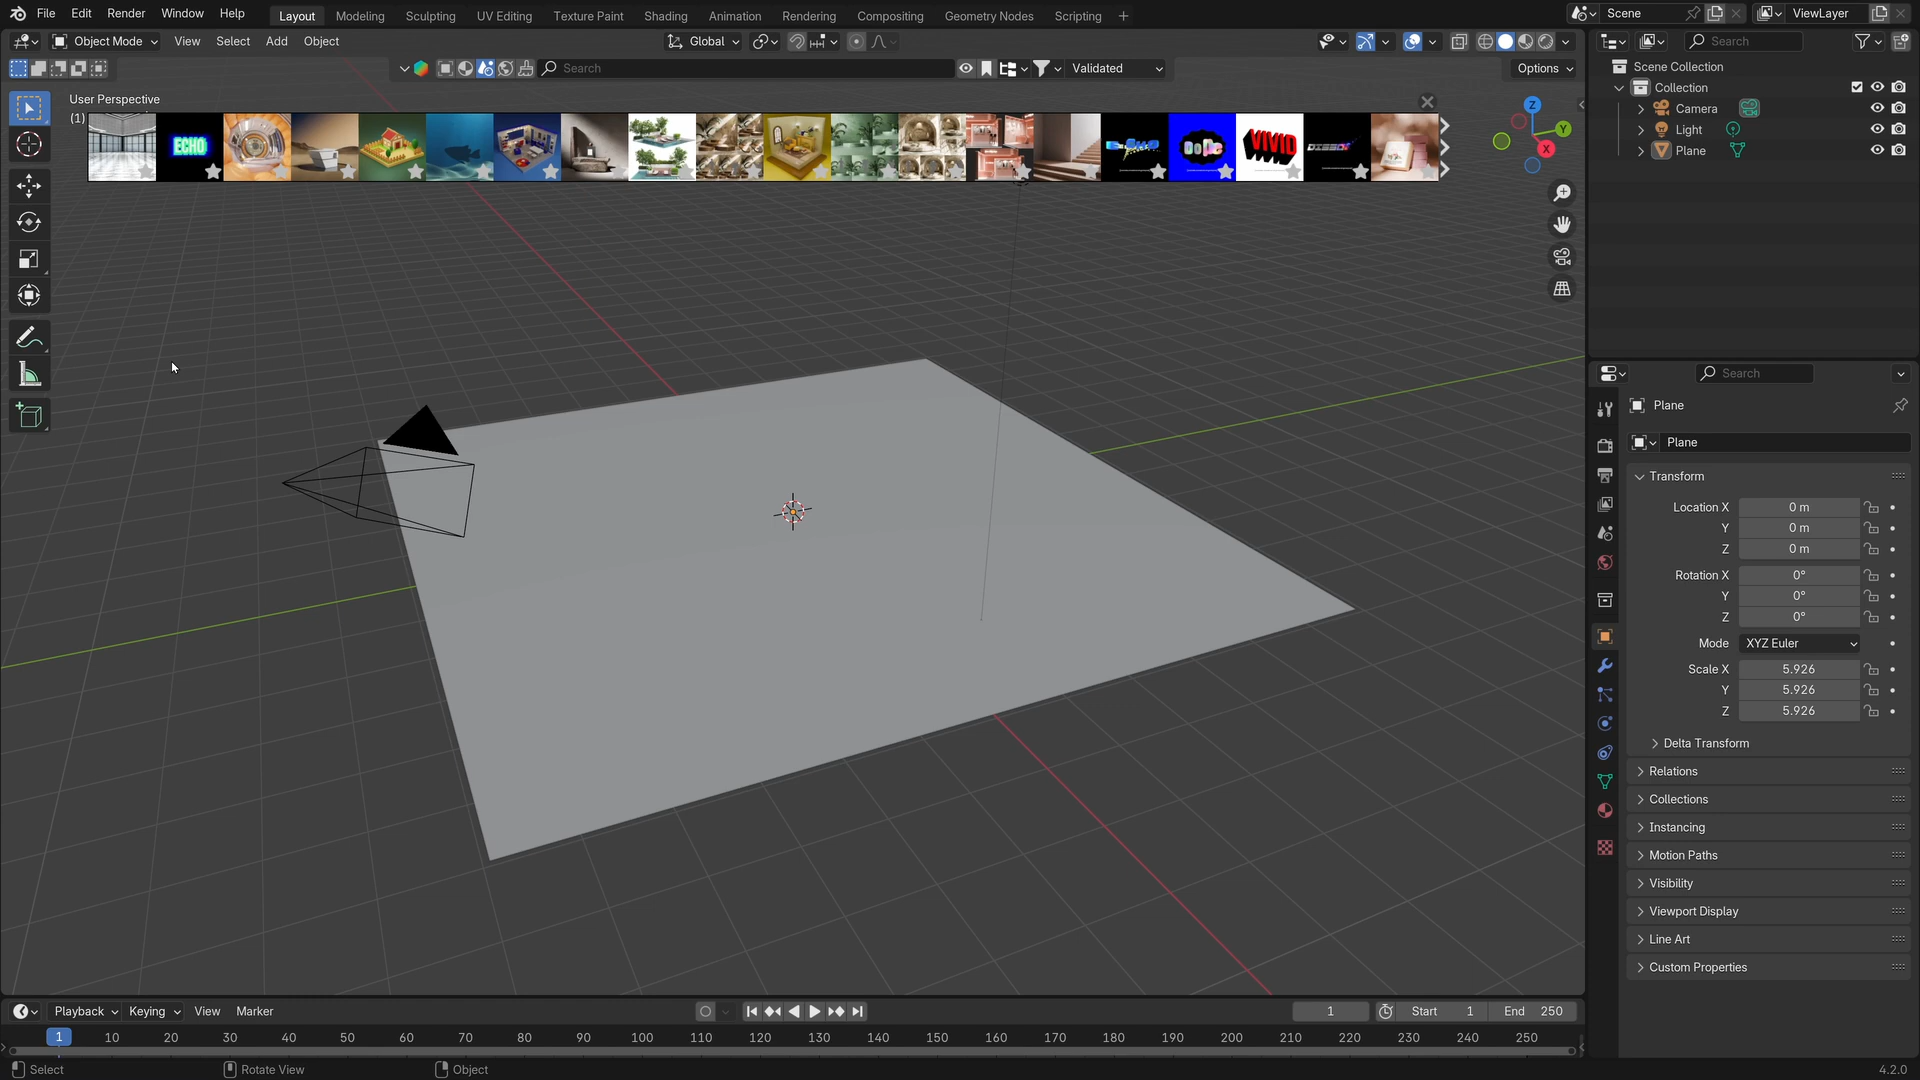 File Edit Render Window Help Layout Modeling Sculpting UV Editing Texture Paint Shading Animation Rendering Compositing Geometry Nodes Scripting Scene ViewLayer
Object Mode View Select Add Object Global Search
Search Validated Options
User Perspective
(1)
ECHO
Dope
VIVID
Z
Y
X
Scene Collection
Collection
Camera
Light
Plane
Search
Plane
Plane
Transform
Location X 0 m
Y 0 m
Z 0 m
Rotation X 0°
Y 0°
Z 0°
Mode XYZ Euler
Scale X 5.926
Y 5.926
Z 5.926
Delta Transform
Relations
Collections
Instancing
Motion Paths
Visibility
Viewport Display
Line Art
Custom Properties
Playback Keying View Marker 1 Start 1 End 250
1 10 20 30 40 50 60 70 80 90 100 110 120 130 140 150 160 170 180 190 200 210 220 230 240 250
Select Rotate View Object 4.2.0